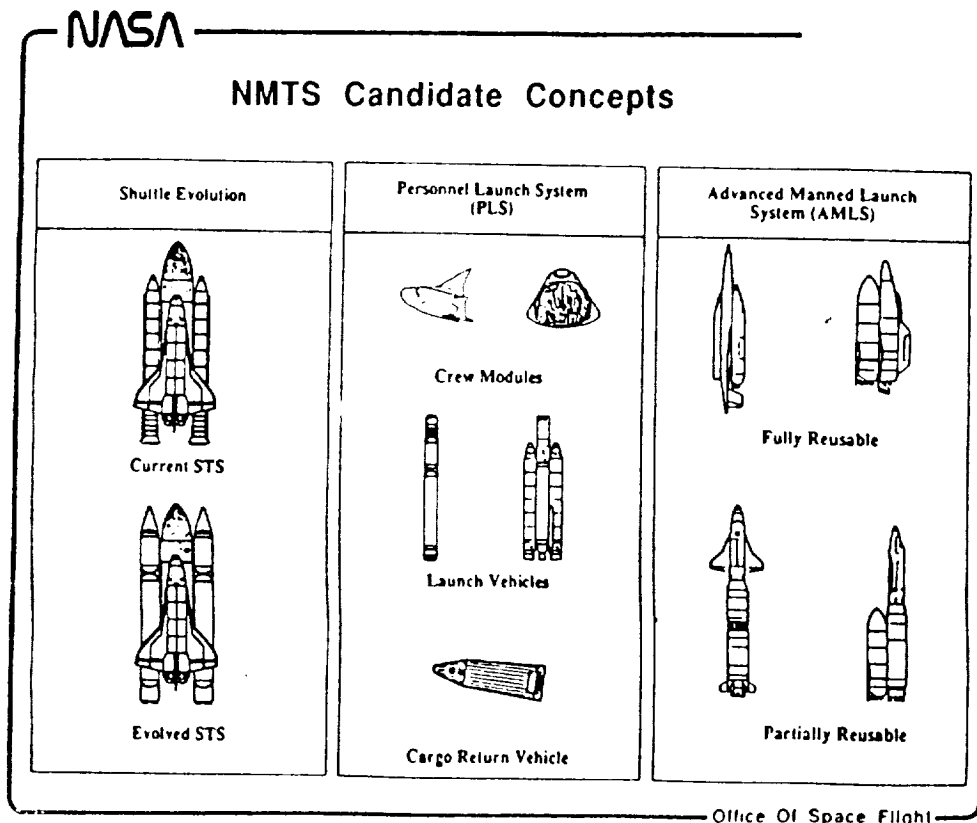 NASA
NMTS Candidate Concepts
Shuttle Evolution
Current STS
Evolved STS
Personnel Launch System
(PLS)
Crew Modules
Launch Vehicles
Cargo Return Vehicle
Advanced Manned Launch
System (AMLS)
Fully Reusable
Partially Reusable
Office Of Space Flight